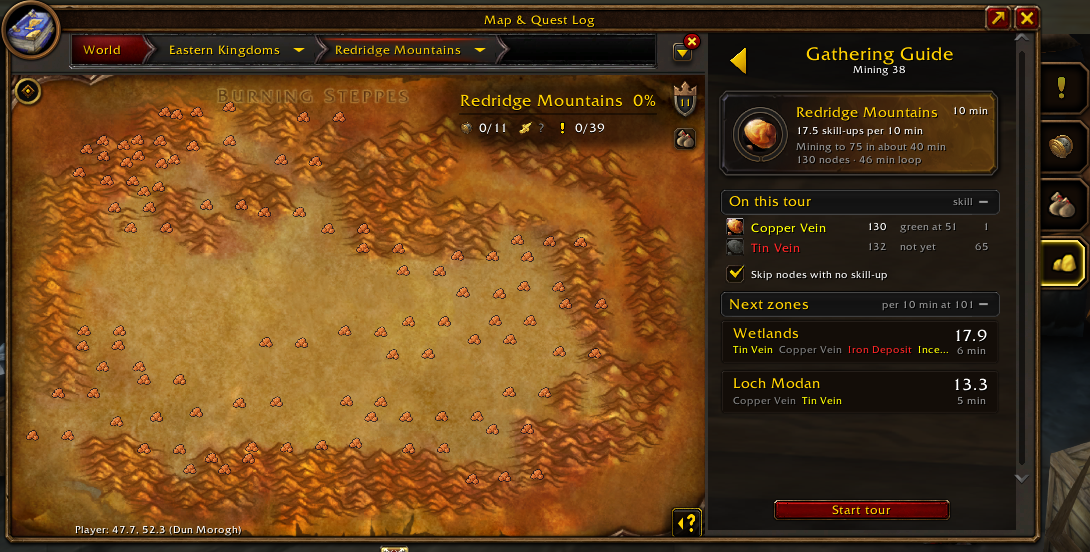 Map & Quest Log
World
Eastern Kingdoms
Redridge Mountains
BURNING STEPPES
Redridge Mountains 0%
11
0/11 ? ! 0/39
Player: 47.7, 52.3 (Dun Morogh)
?
Gathering Guide
Mining 38
Redridge Mountains 10 min
17.5 skill-ups per 10 min
Mining to 75 in about 40 min
130 nodes · 46 min loop
On this tour skill −
Copper Vein 130 green at 51 1
Tin Vein 132 not yet 65
Skip nodes with no skill-up
Next zones per 10 min at 101 −
Wetlands 17.9
Tin Vein Copper Vein Iron Deposit Ince... 6 min
Loch Modan 13.3
Copper Vein Tin Vein 5 min
Start tour